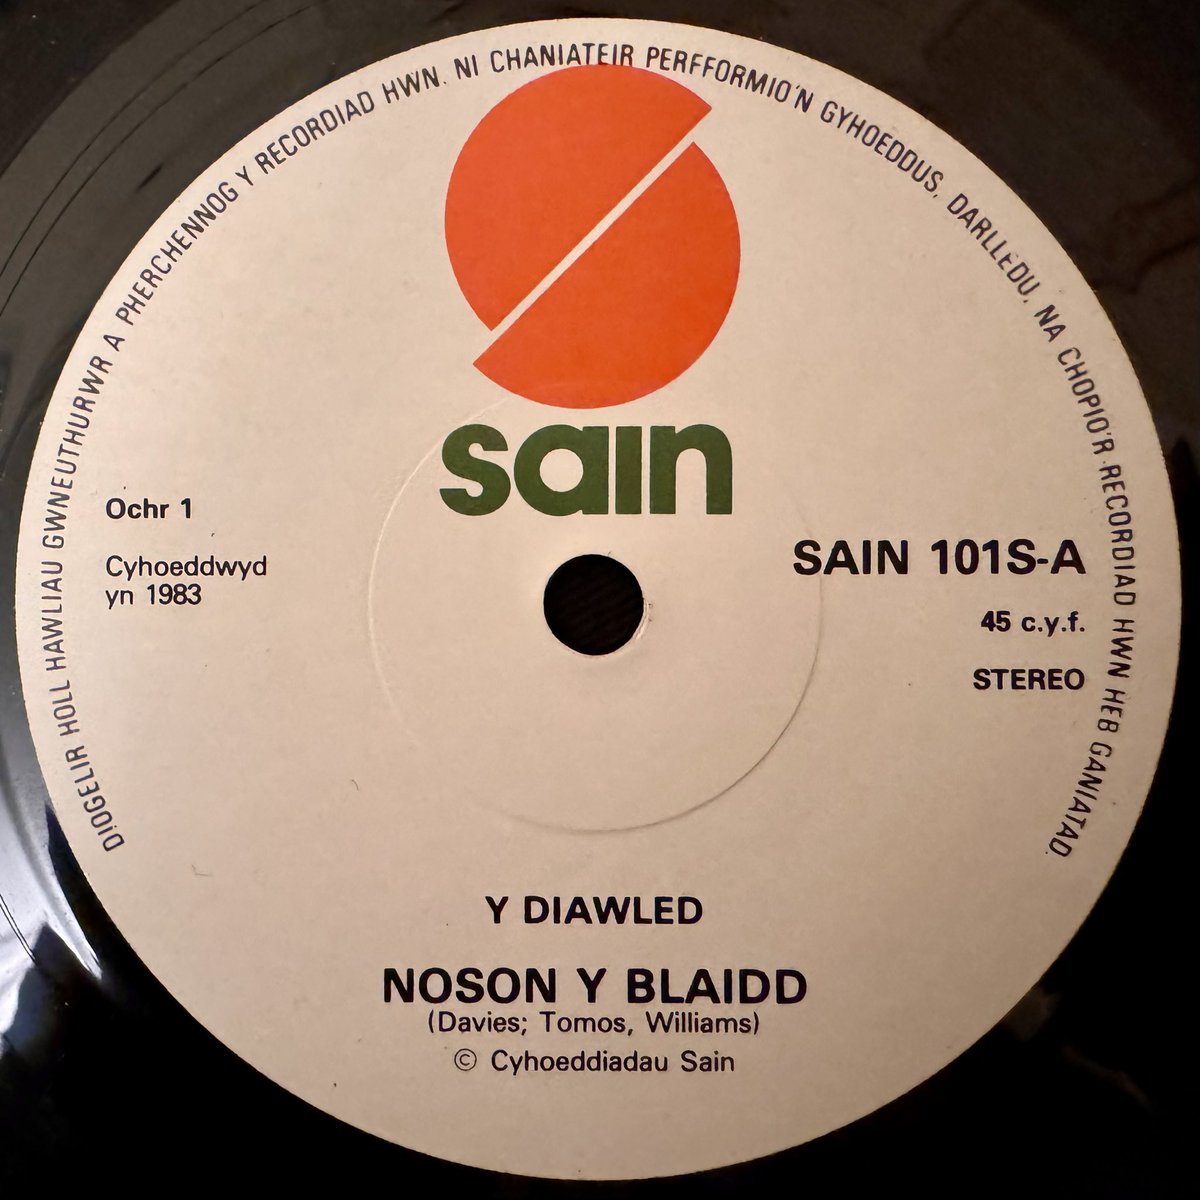 DIOGELIR HOLL HAWLIAU GWNEUTHURWR A PHERCHENNOG Y RECORDIAD HWN. NI CHANIATEIR PERFFORMIO'N GYHOEDDUS, DARLLEDU, NA CHOPIO'R RECORDIAD HWN HEB GANIATAD.
sain
Ochr 1
Cyhoeddwyd
yn 1983
SAIN 101S-A
45 c.y.f.
STEREO
Y DIAWLED
NOSON Y BLAIDD
(Davies; Tomos, Williams)
© Cyhoeddiadau Sain